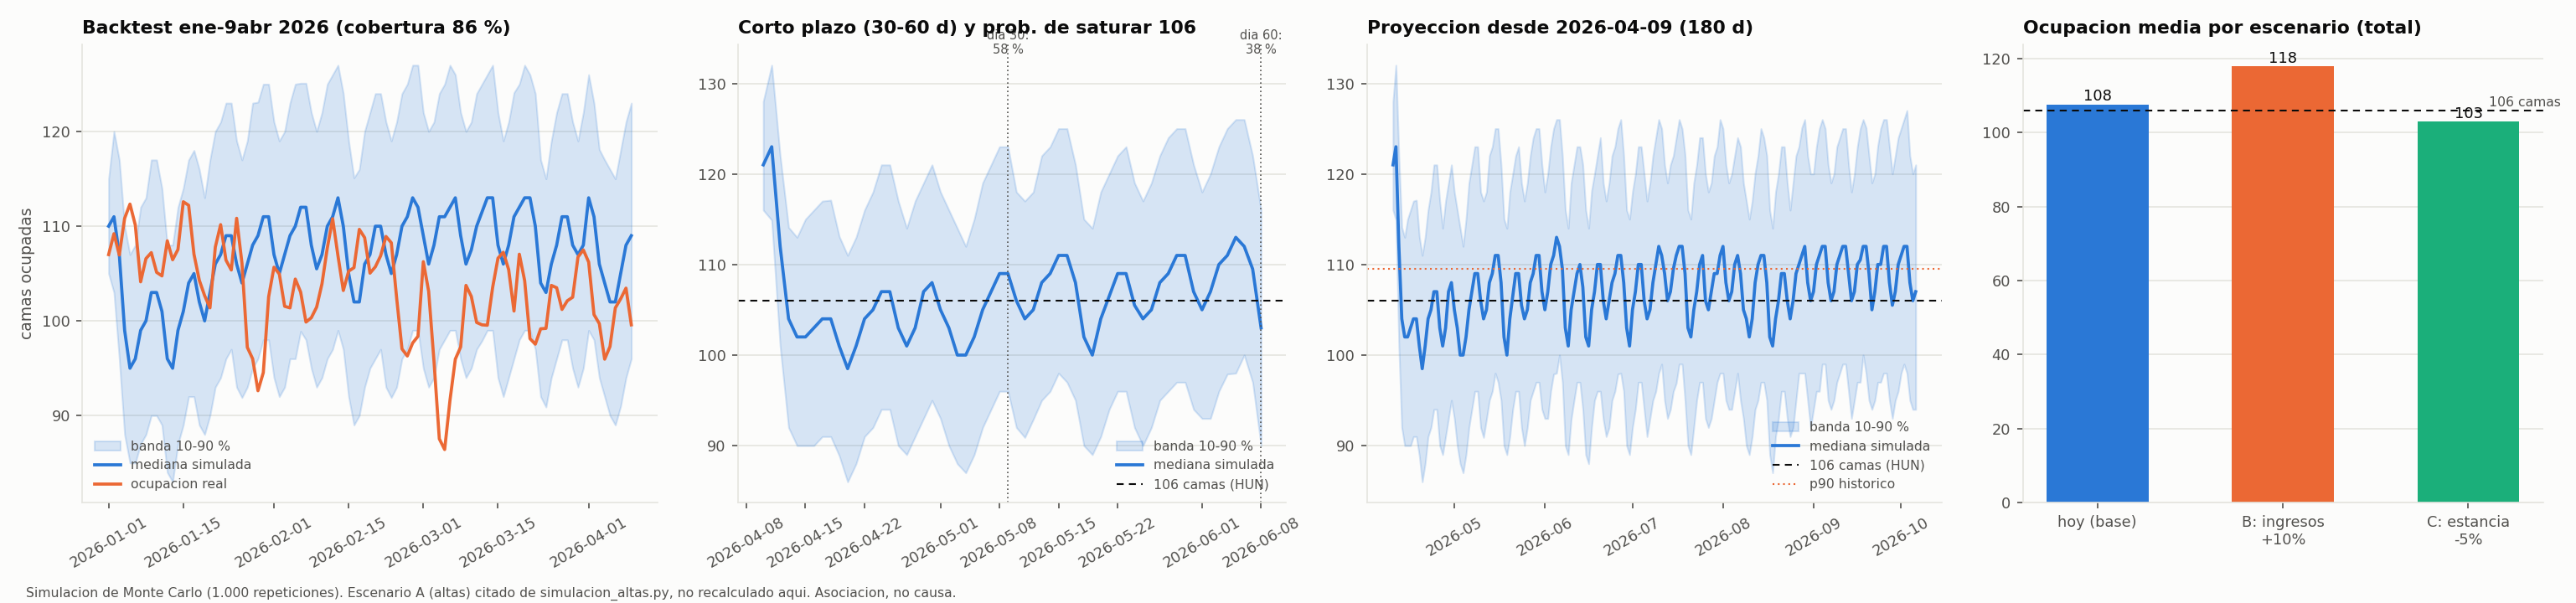 Backtest ene-9abr 2026 (cobertura 86 %)
camas ocupadas
120
110
100
90
banda 10-90 %
mediana simulada
ocupacion real
2026-01-01
2026-01-15
2026-02-01
2026-02-15
2026-03-01
2026-03-15
2026-04-01
Corto plazo (30-60 d) y prob. de saturar 106
dia 30:
58 %
dia 60:
38 %
130
120
110
100
90
banda 10-90 %
mediana simulada
106 camas (HUN)
2026-04-08
2026-04-15
2026-04-22
2026-05-01
2026-05-08
2026-05-15
2026-05-22
2026-06-01
2026-06-08
Proyeccion desde 2026-04-09 (180 d)
130
120
110
100
90
banda 10-90 %
mediana simulada
106 camas (HUN)
p90 historico
2026-05
2026-06
2026-07
2026-08
2026-09
2026-10
Ocupacion media por escenario (total)
120
100
80
60
40
20
0
108
118
103
106 camas
hoy (base)
B: ingresos
+10%
C: estancia
-5%
Simulacion de Monte Carlo (1.000 repeticiones). Escenario A (altas) citado de simulacion_altas.py, no recalculado aqui. Asociacion, no causa.